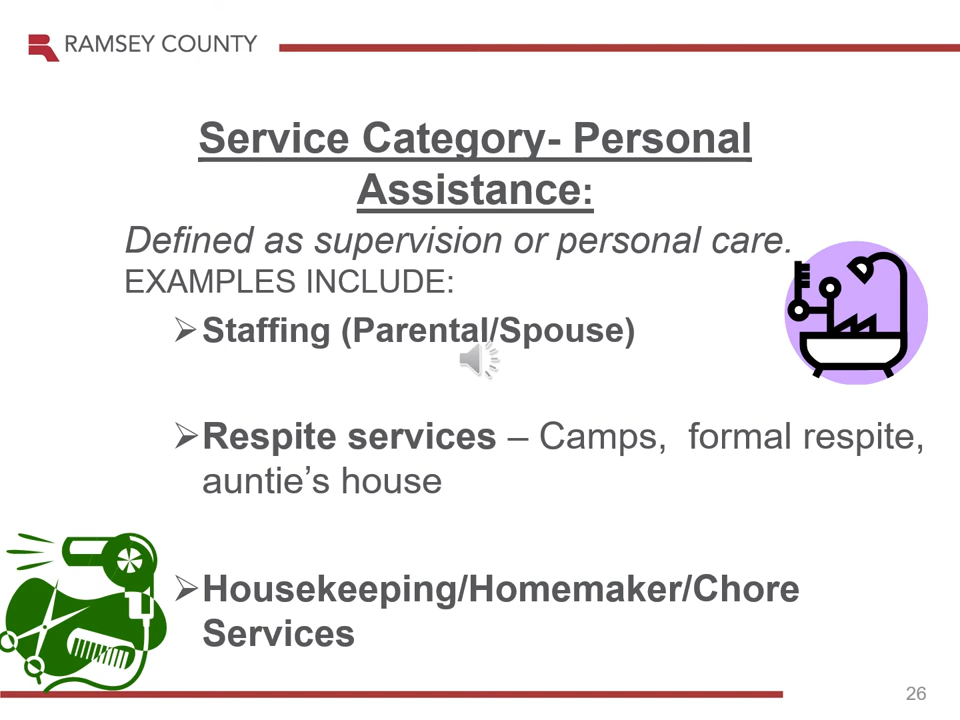 RAMSEY COUNTY
Service Category- Personal
Assistance:
Defined as supervision or personal care.
EXAMPLES INCLUDE:
➢Staffing (Parental/Spouse)
➢Respite services – Camps,  formal respite,
auntie’s house
➢Housekeeping/Homemaker/Chore
Services
26